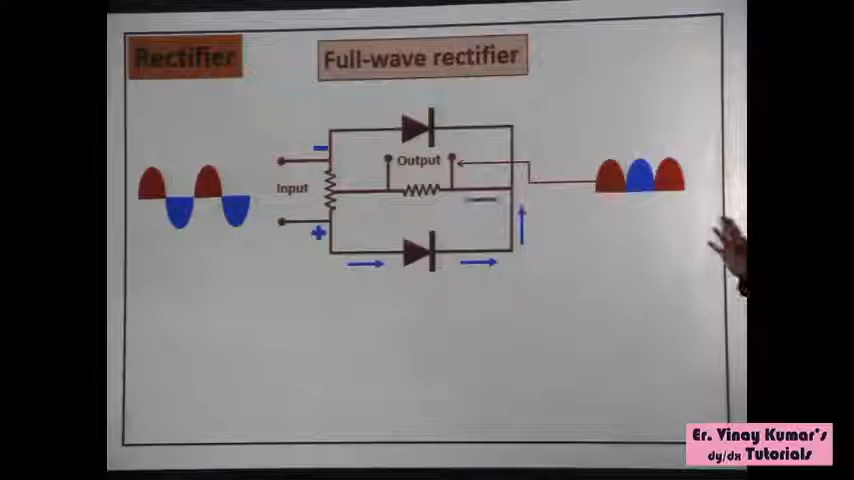 Rectifier
Full-wave rectifier
Output
Input
Er. Vinay Kumar's
dy/dx Tutorials